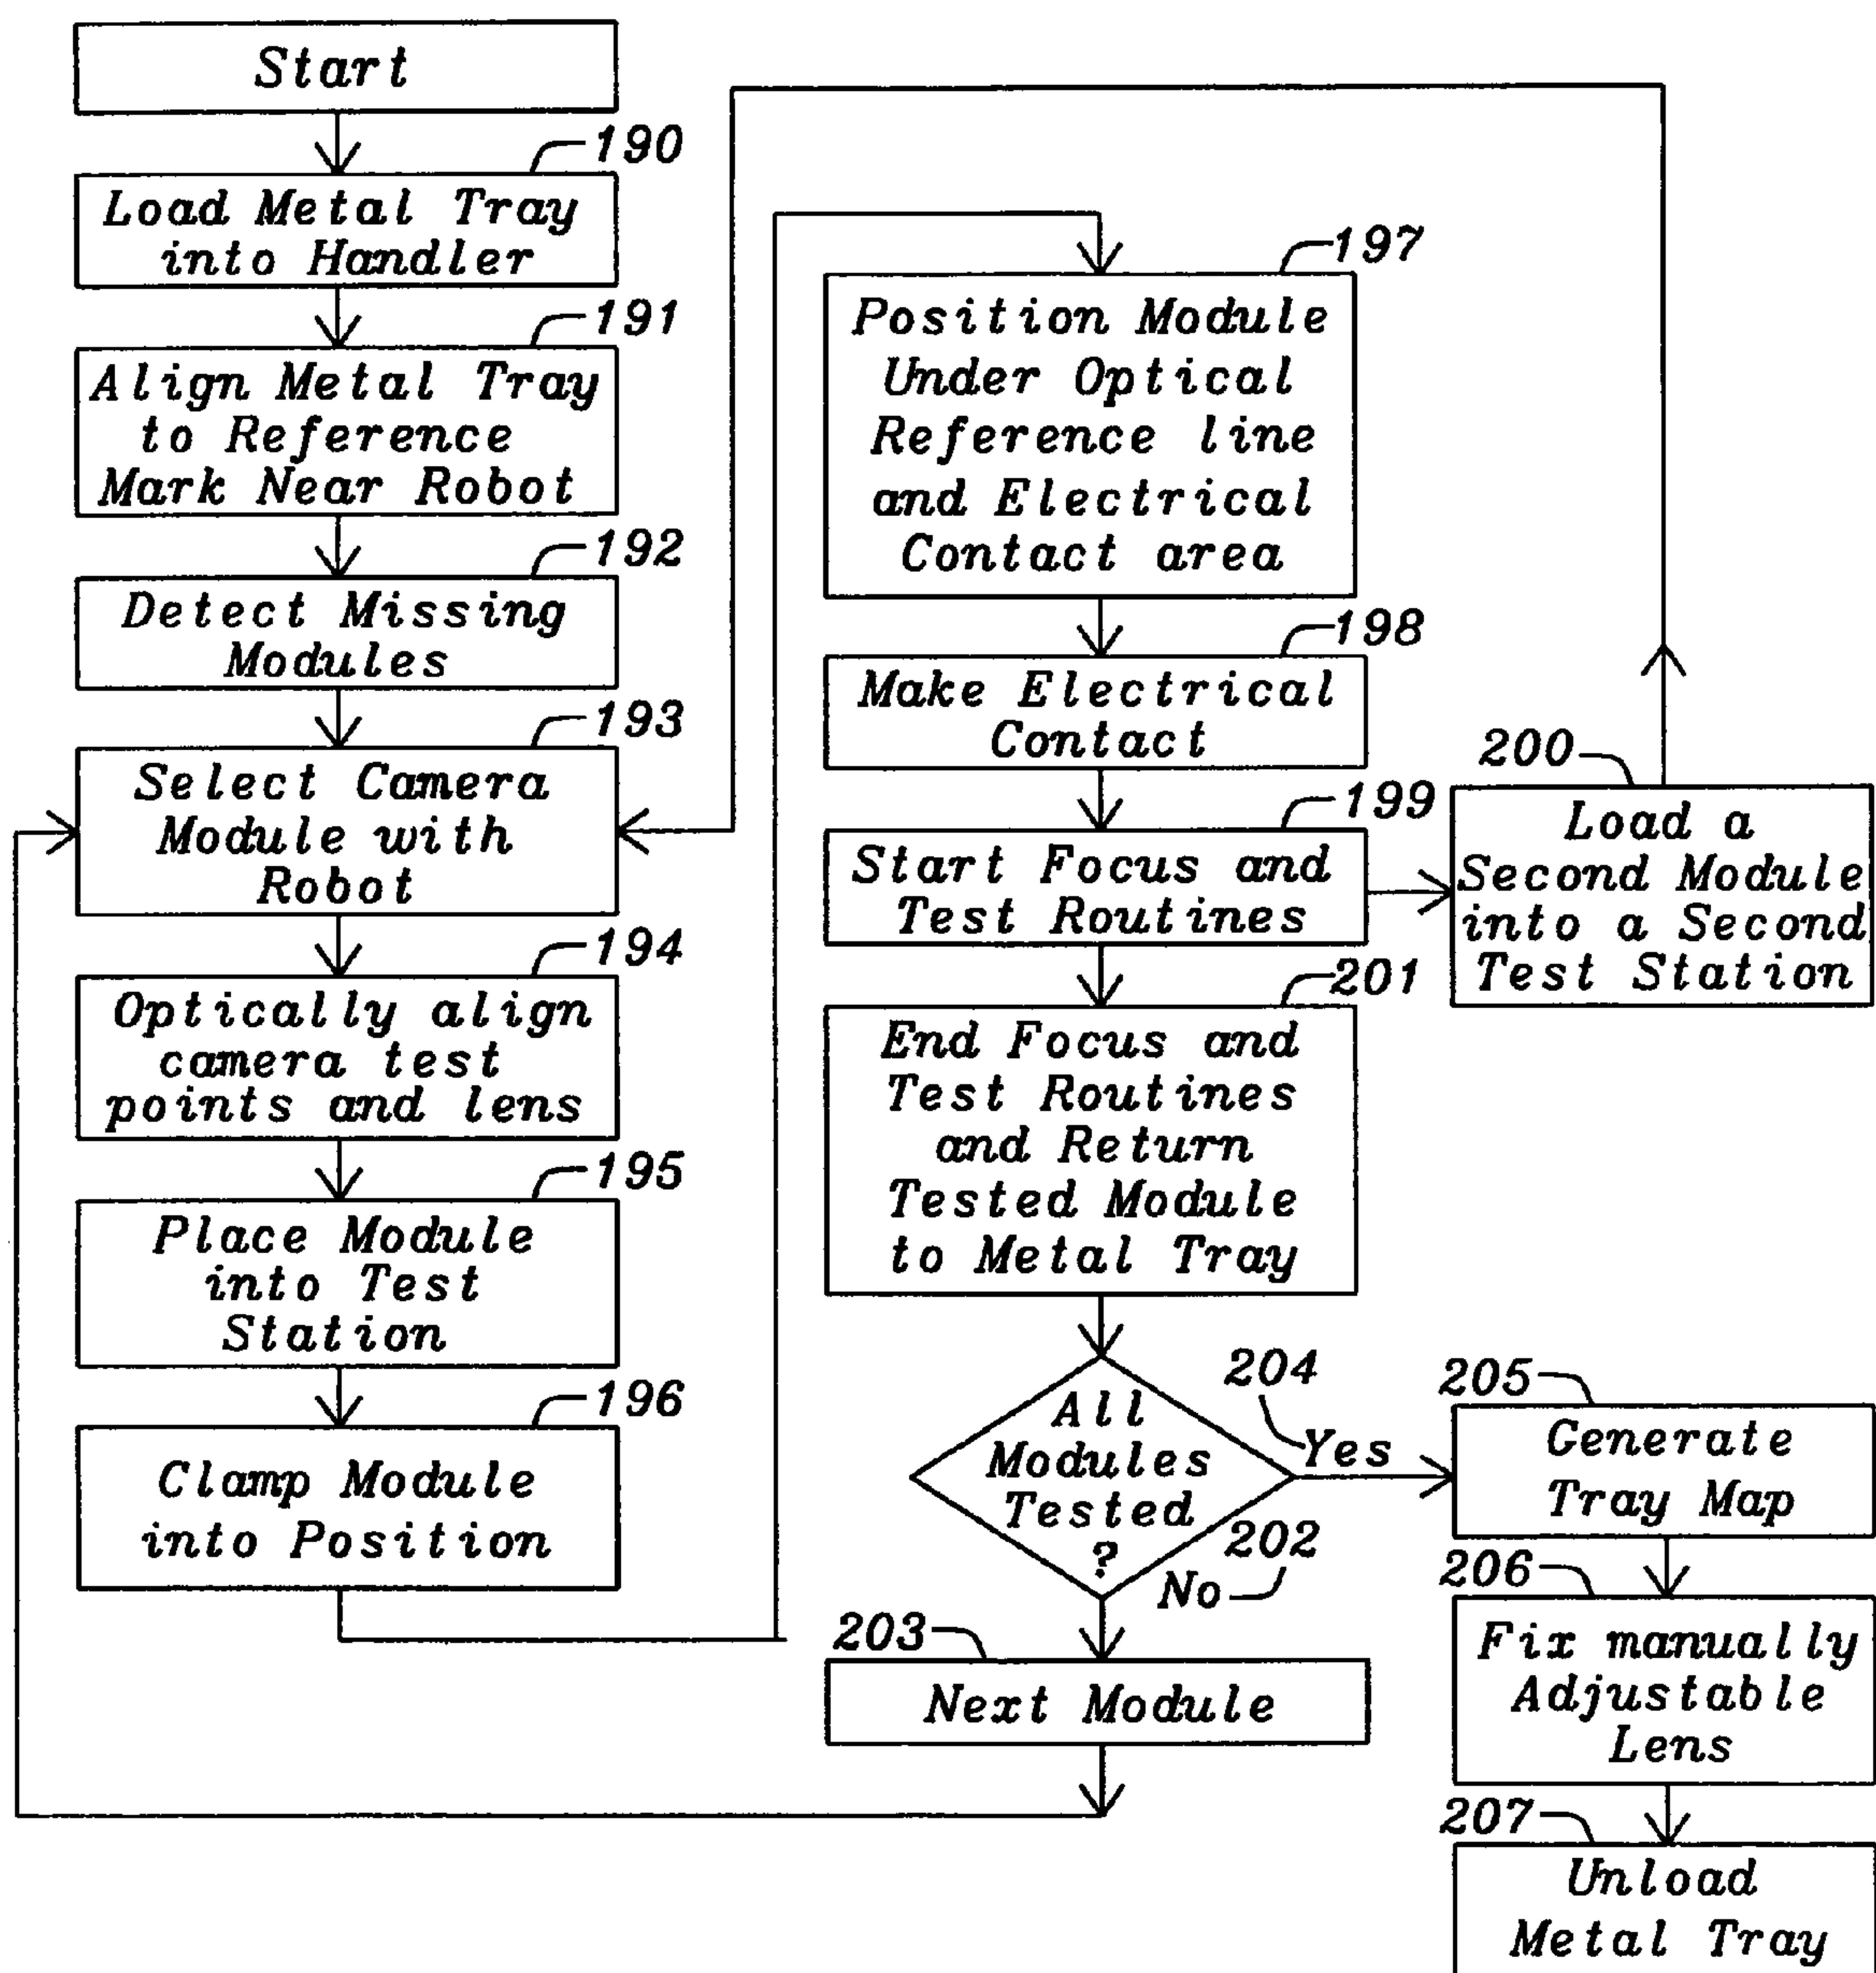 Start
190
Load Metal Tray
into Handler
191
Align Metal Tray
to Reference
Mark Near Robot
192
Detect Missing
Modules
193
Select Camera
Module with
Robot
194
Optically align
camera test
points and lens
195
Place Module
into Test
Station
196
Clamp Module
into Position
197
Position Module
Under Optical
Reference line
and Electrical
Contact area
198
Make Electrical
Contact
199
Start Focus and
Test Routines
200
Load a
Second Module
into a Second
Test Station
201
End Focus and
Test Routines
and Return
Tested Module
to Metal Tray
All
Modules
Tested
?
204
Yes
202
No
203
Next Module
205
Generate
Tray Map
206
Fix manually
Adjustable
Lens
207
Unload
Metal Tray